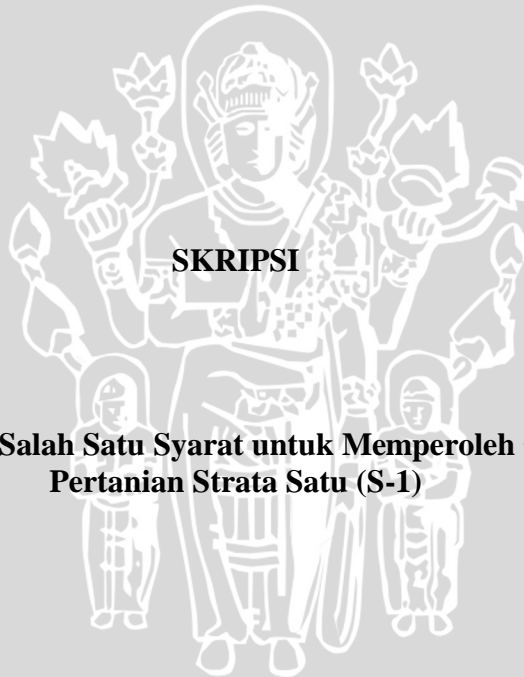 SKRIPSI
Salah Satu Syarat untuk Memperoleh
Pertanian Strata Satu (S-1)